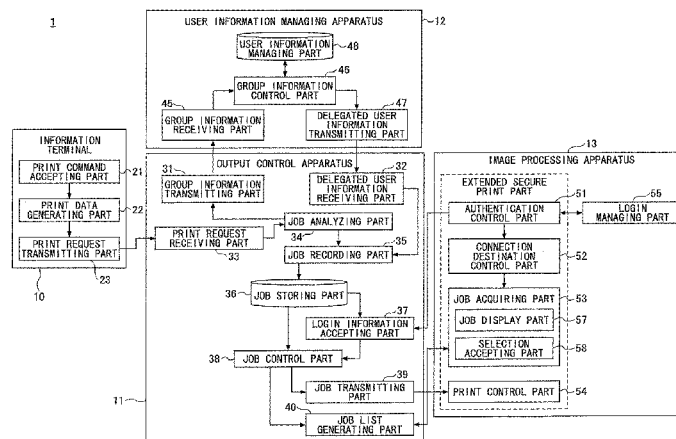 1
USER INFORMATION MANAGING APPARATUS
12
USER INFORMATION
MANAGING PART
48
46
GROUP INFORMATION
CONTROL PART
45
GROUP INFORMATION
RECEIVING PART
47
DELEGATED USER
INFORMATION
TRANSMITTING PART
INFORMATION
TERMINAL
PRINT COMMAND
ACCEPTING PART
21
PRINT DATA
GENERATING PART
22
PRINT REQUEST
TRANSMITTING PART
23
10
OUTPUT CONTROL APPARATUS
31
GROUP INFORMATION
TRANSMITTING PART
32
DELEGATED USER
INFORMATION
RECEIVING PART
PRINT REQUEST
RECEIVING PART
33
JOB ANALYZING PART
34
35
JOB RECORDING PART
36
JOB STORING PART
37
LOGIN INFORMATION
ACCEPTING PART
38
JOB CONTROL PART
39
JOB TRANSMITTING
PART
40
JOB LIST
GENERATING PART
11
13
IMAGE PROCESSING APPARATUS
EXTENDED SECURE
PRINT PART
51
AUTHENTICATION
CONTROL PART
55
LOGIN
MANAGING PART
CONNECTION
DESTINATION
CONTROL PART
52
JOB ACQUIRING PART
53
JOB DISPLAY PART
57
SELECTION
ACCEPTING PART
58
PRINT CONTROL PART
54